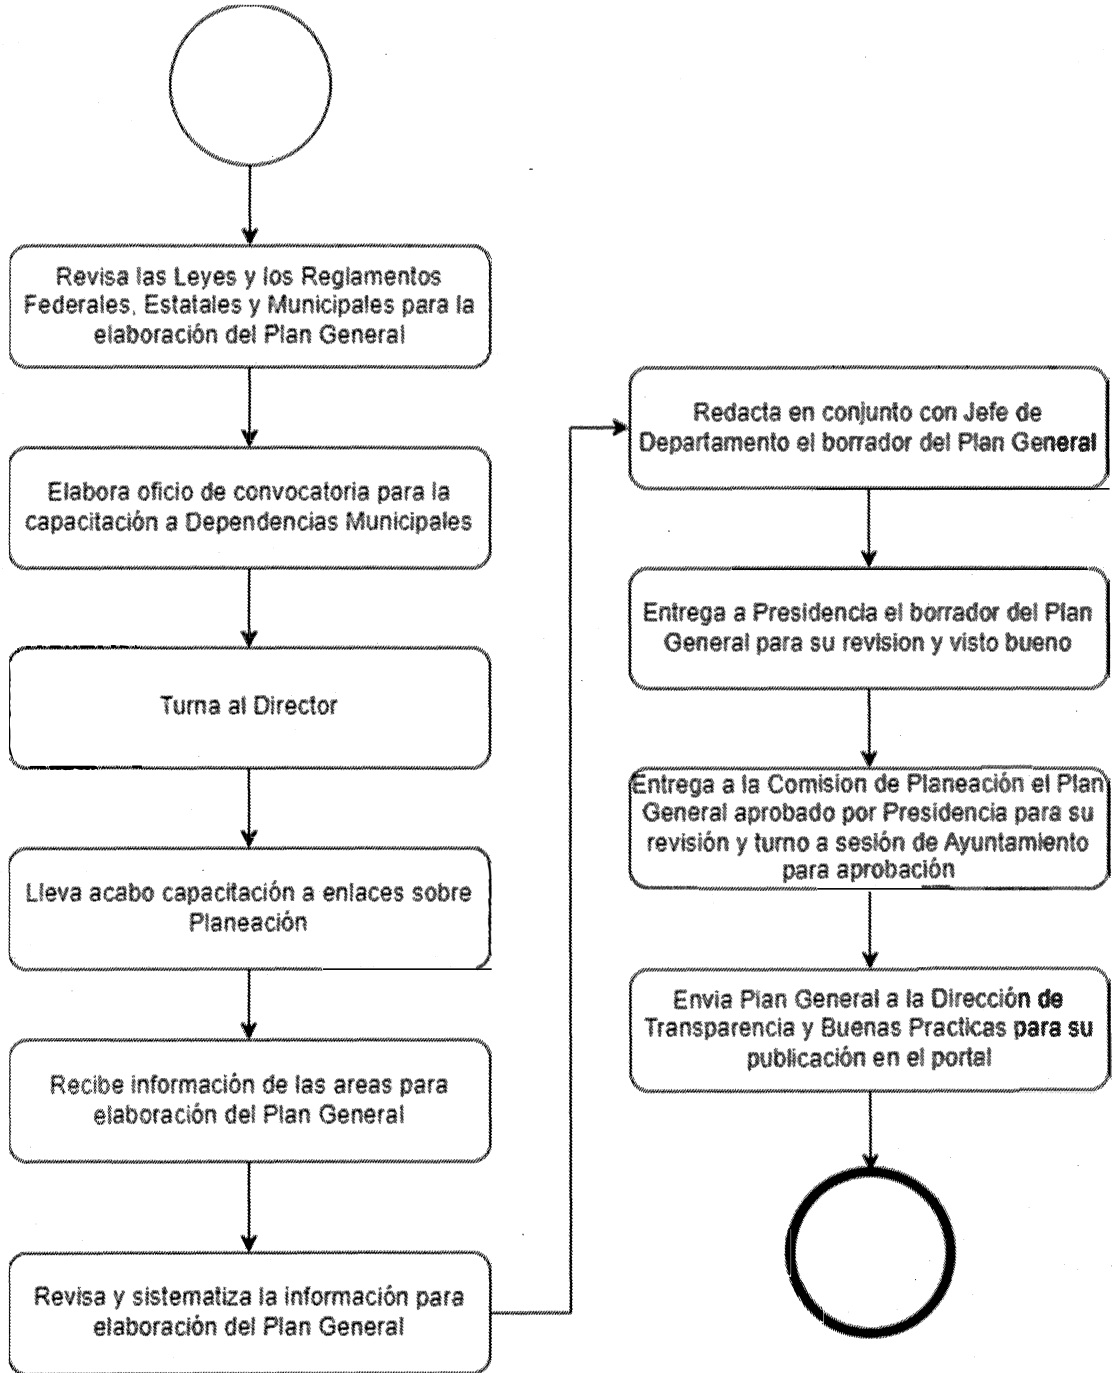 Revisa las Leyes y los Reglamentos
Federales, Estatales y Municipales para la
elaboración del Plan General
Elabora oficio de convocatoria para la
capacitación a Dependencias Municipales
Turna al Director
Lleva acabo capacitación a enlaces sobre
Planeación
Recibe información de las areas para
elaboración del Plan General
Revisa y sistematiza la información para
elaboración del Plan General
Redacta en conjunto con Jefe de
Departamento el borrador del Plan General
Entrega a Presidencia el borrador del Plan
General para su revision y visto bueno
Entrega a la Comision de Planeación el Plan
General aprobado por Presidencia para su
revisión y turno a sesión de Ayuntamiento
para aprobación
Envia Plan General a la Dirección de
Transparencia y Buenas Practicas para su
publicación en el portal